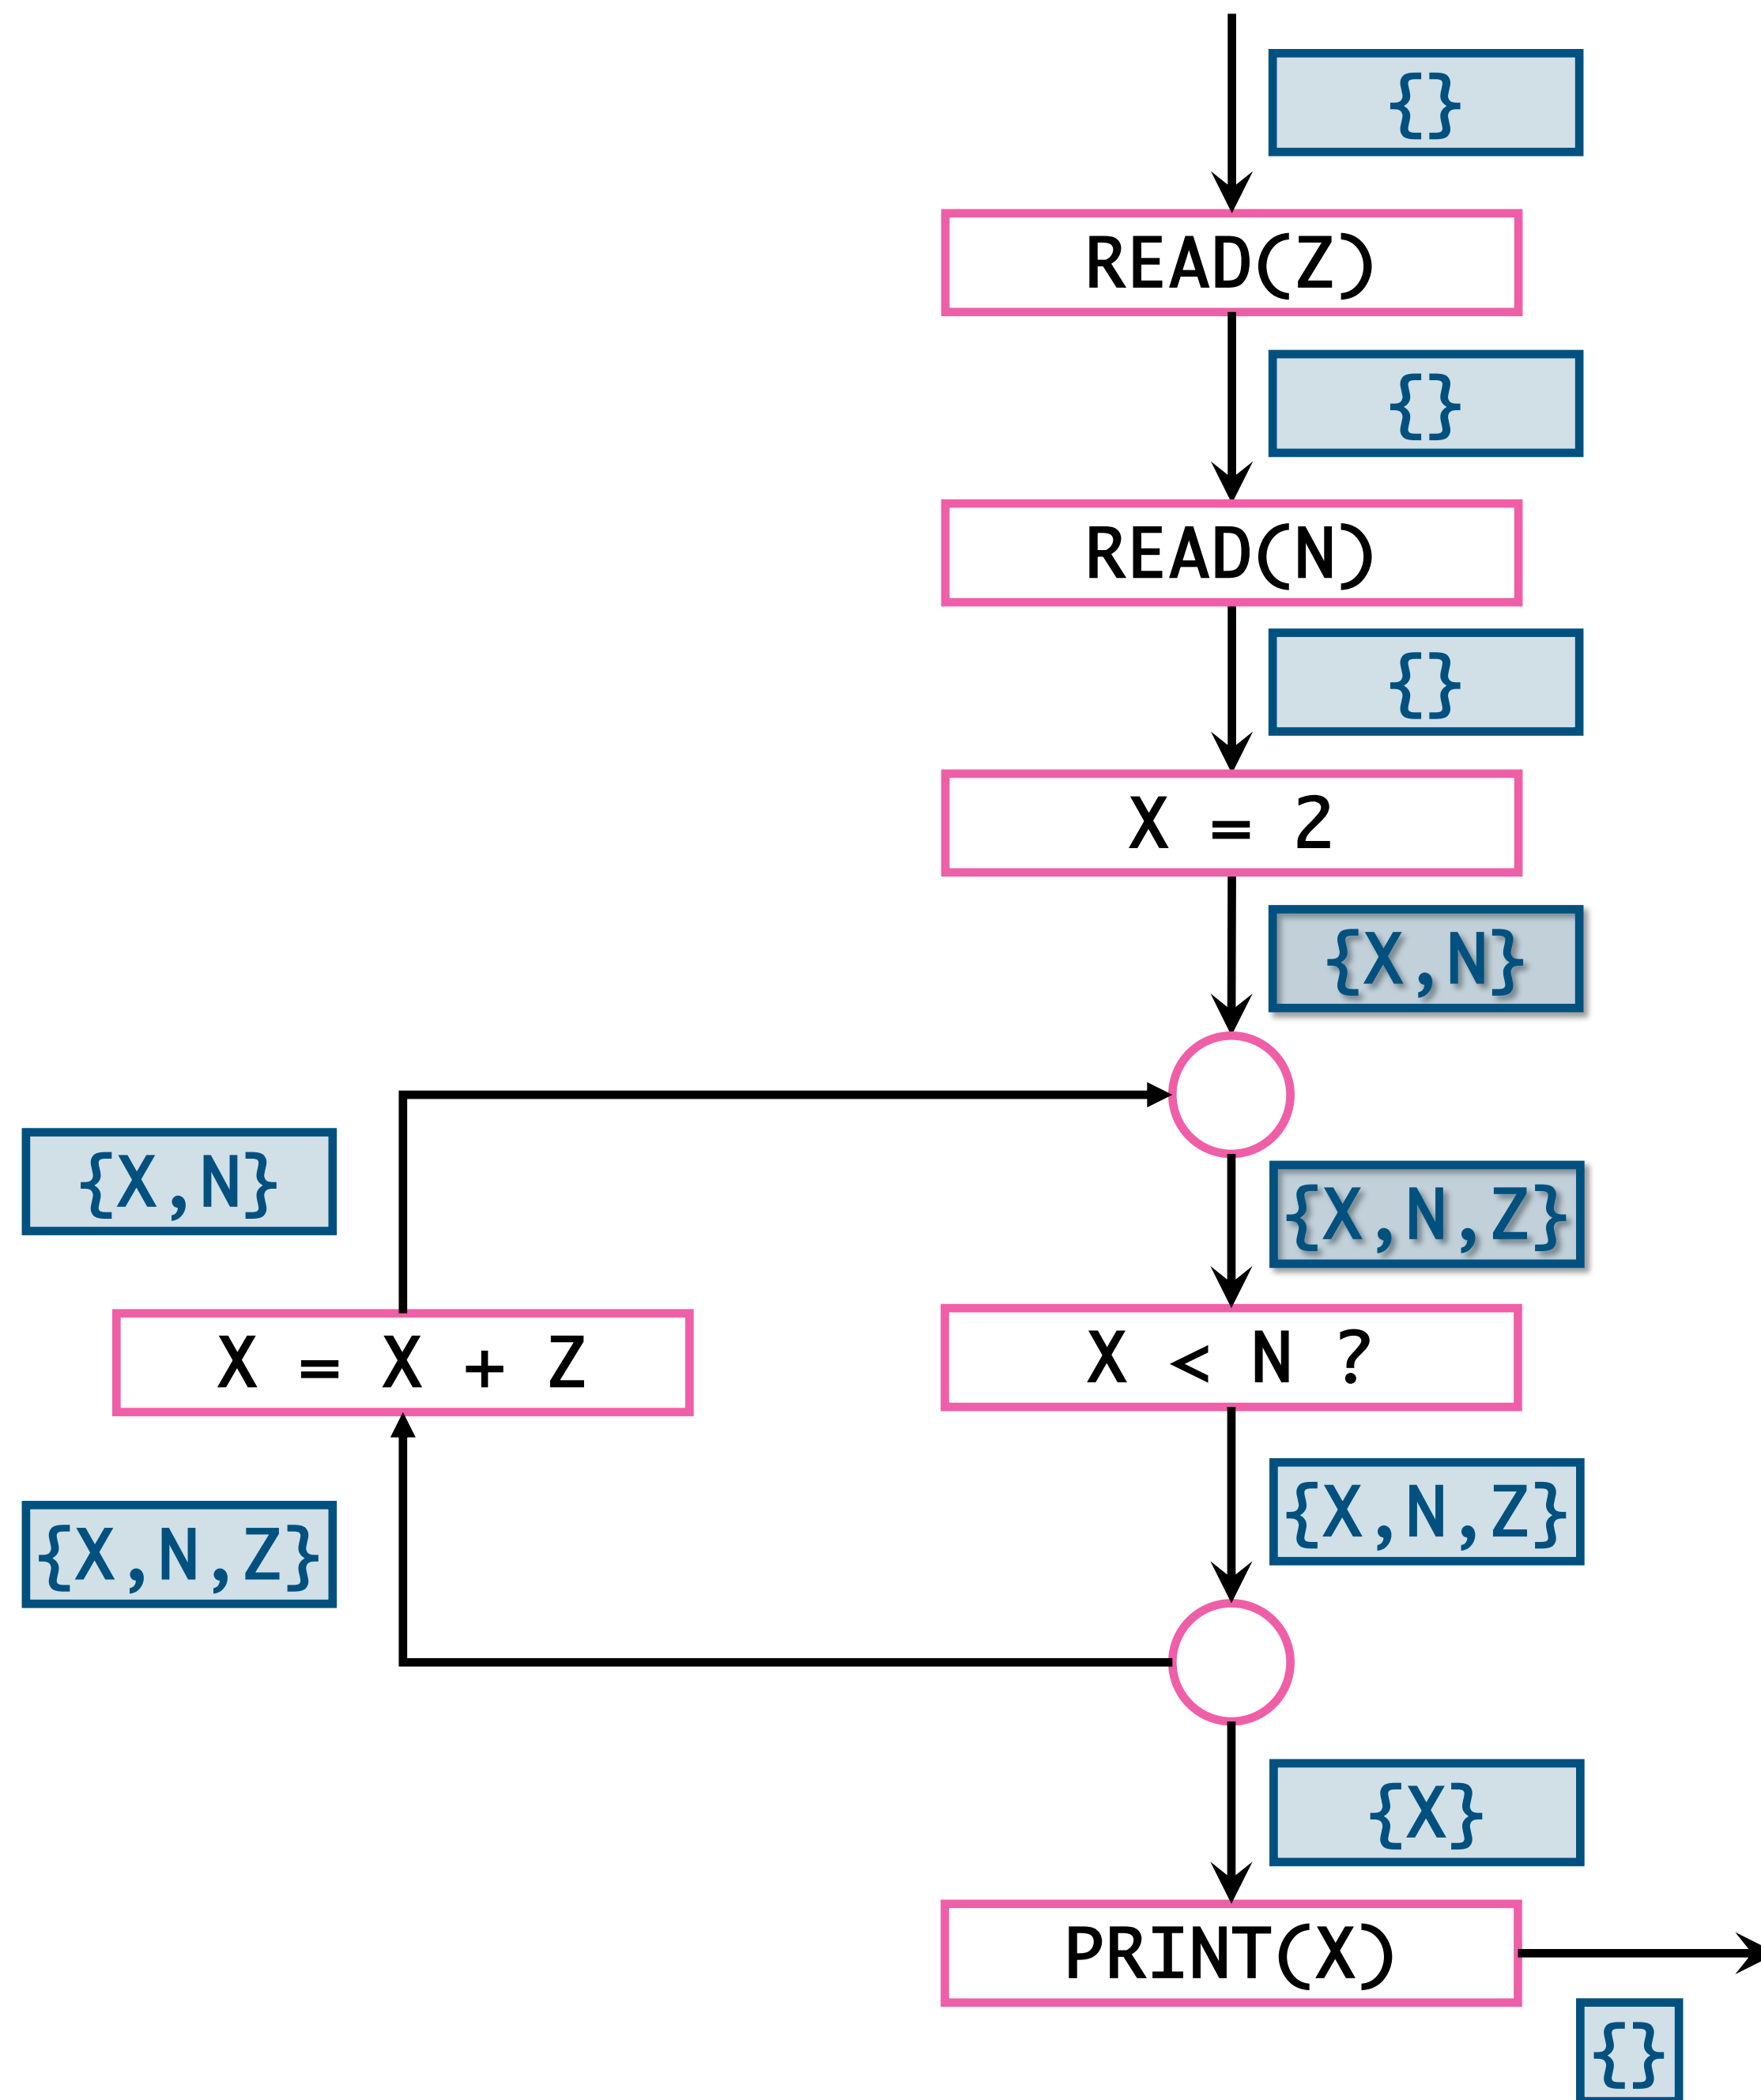 {}
READ(Z)
{}
READ(N)
{}
X = 2
{X,N}
{X,N}
{X,N,Z}
X = X + Z
X < N ?
{X,N,Z}
{X,N,Z}
{X}
PRINT(X)
{}